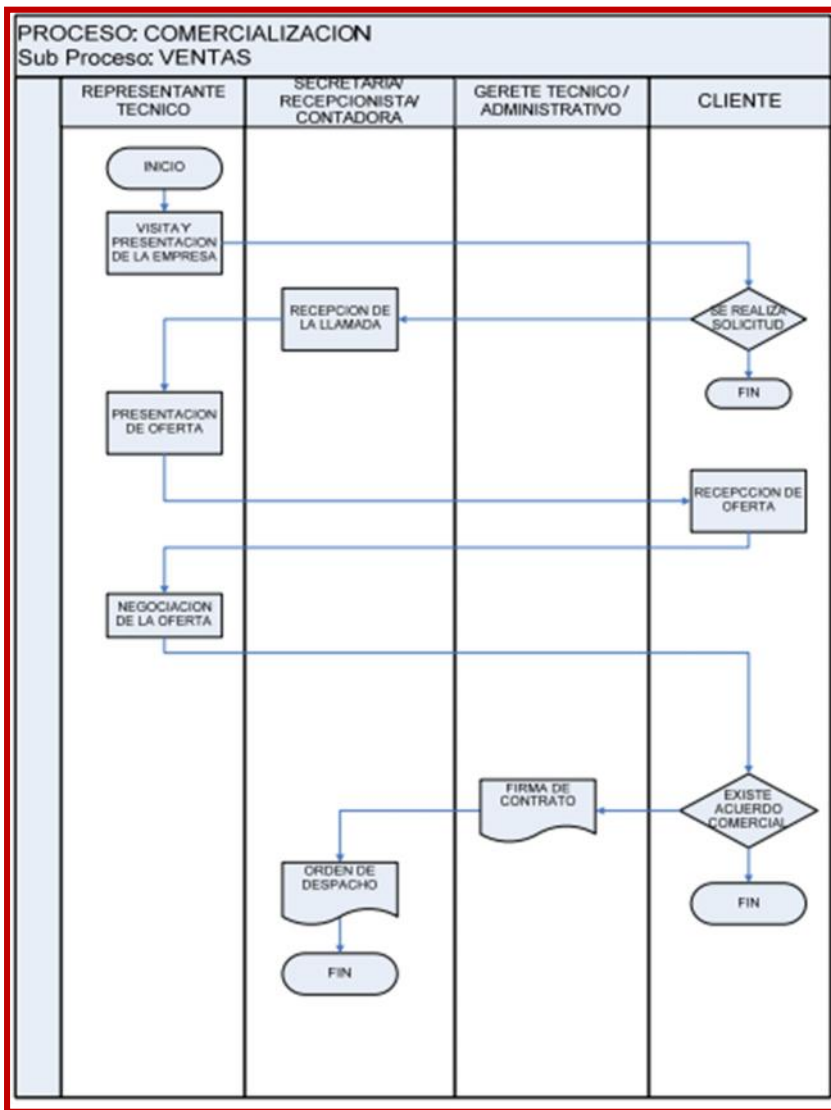 PROCESO: COMERCIALIZACION
Sub Proceso: VENTAS
REPRESENTANTE
TECNICO
SECRETARIA/
RECEPCIONISTA/
CONTADORA
GERETE TECNICO /
ADMINISTRATIVO
CLIENTE
INICIO
VISITA Y
PRESENTACION
DE LA EMPRESA
RECEPCION DE
LA LLAMADA
SE REALIZA
SOLICITUD
FIN
PRESENTACION
DE OFERTA
RECEPCCION DE
OFERTA
NEGOCIACION
DE LA OFERTA
FIRMA DE
CONTRATO
EXISTE
ACUERDO
COMERCIAL
ORDEN DE
DESPACHO
FIN
FIN